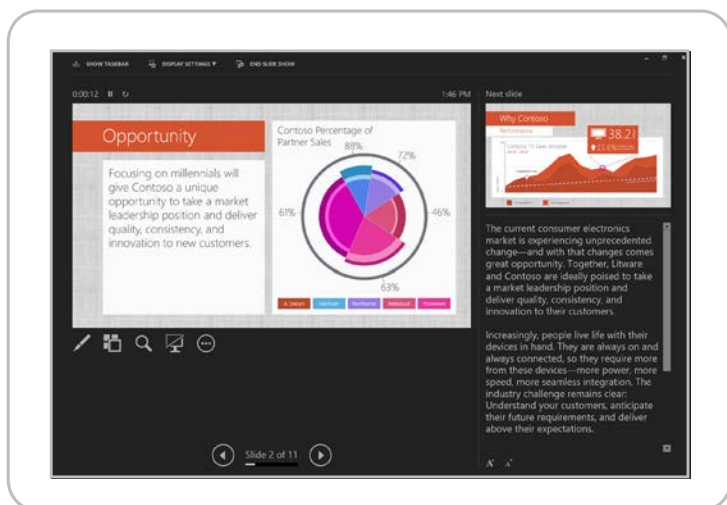 SHOW TASKBAR DISPLAY SETTINGS ▼ END SLIDE SHOW
0:00:12
1:46 PM
Opportunity
Focusing on millennials will
give Contoso a unique
opportunity to take a market
leadership position and deliver
quality, consistency, and
innovation to new customers.
Contoso Percentage of
Partner Sales
88%
72%
61%
46%
63%
A. Datum
Northwind
Slide 2 of 11
Next slide
Why Contoso
Performance
38.2
15.6%
The current consumer electronics
market is experiencing unprecedented
change—and with that changes comes
great opportunity. Together, Litware
and Contoso are ideally poised to take
a market leadership position and
deliver quality, consistency, and
innovation to their customers.
Increasingly, people live life with their
devices in hand. They are always on and
always connected, so they require more
from these devices—more power, more
speed, more seamless integration. The
industry challenge remains clear:
Understand your customers, anticipate
their future requirements, and deliver
above their expectations.